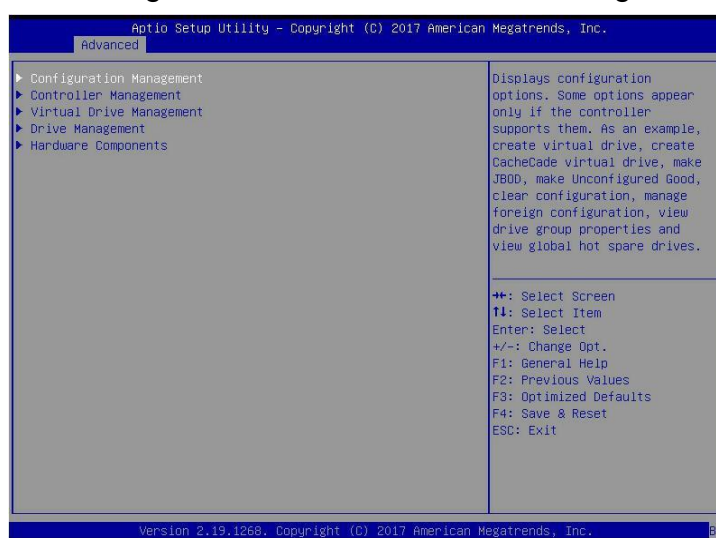 Aptio Setup Utility – Copyright (C) 2017 American Megatrends, Inc.
Advanced
Configuration Management
Controller Management
Virtual Drive Management
Drive Management
Hardware Components
Displays configuration
options. Some options appear
only if the controller
supports them. As an example,
create virtual drive, create
CacheCade virtual drive, make
JBOD, make Unconfigured Good,
clear configuration, manage
foreign configuration, view
drive group properties and
view global hot spare drives.
→←: Select Screen
↑↓: Select Item
Enter: Select
+/-: Change Opt.
F1: General Help
F2: Previous Values
F3: Optimized Defaults
F4: Save & Reset
ESC: Exit
Version 2.19.1268. Copyright (C) 2017 American Megatrends, Inc.